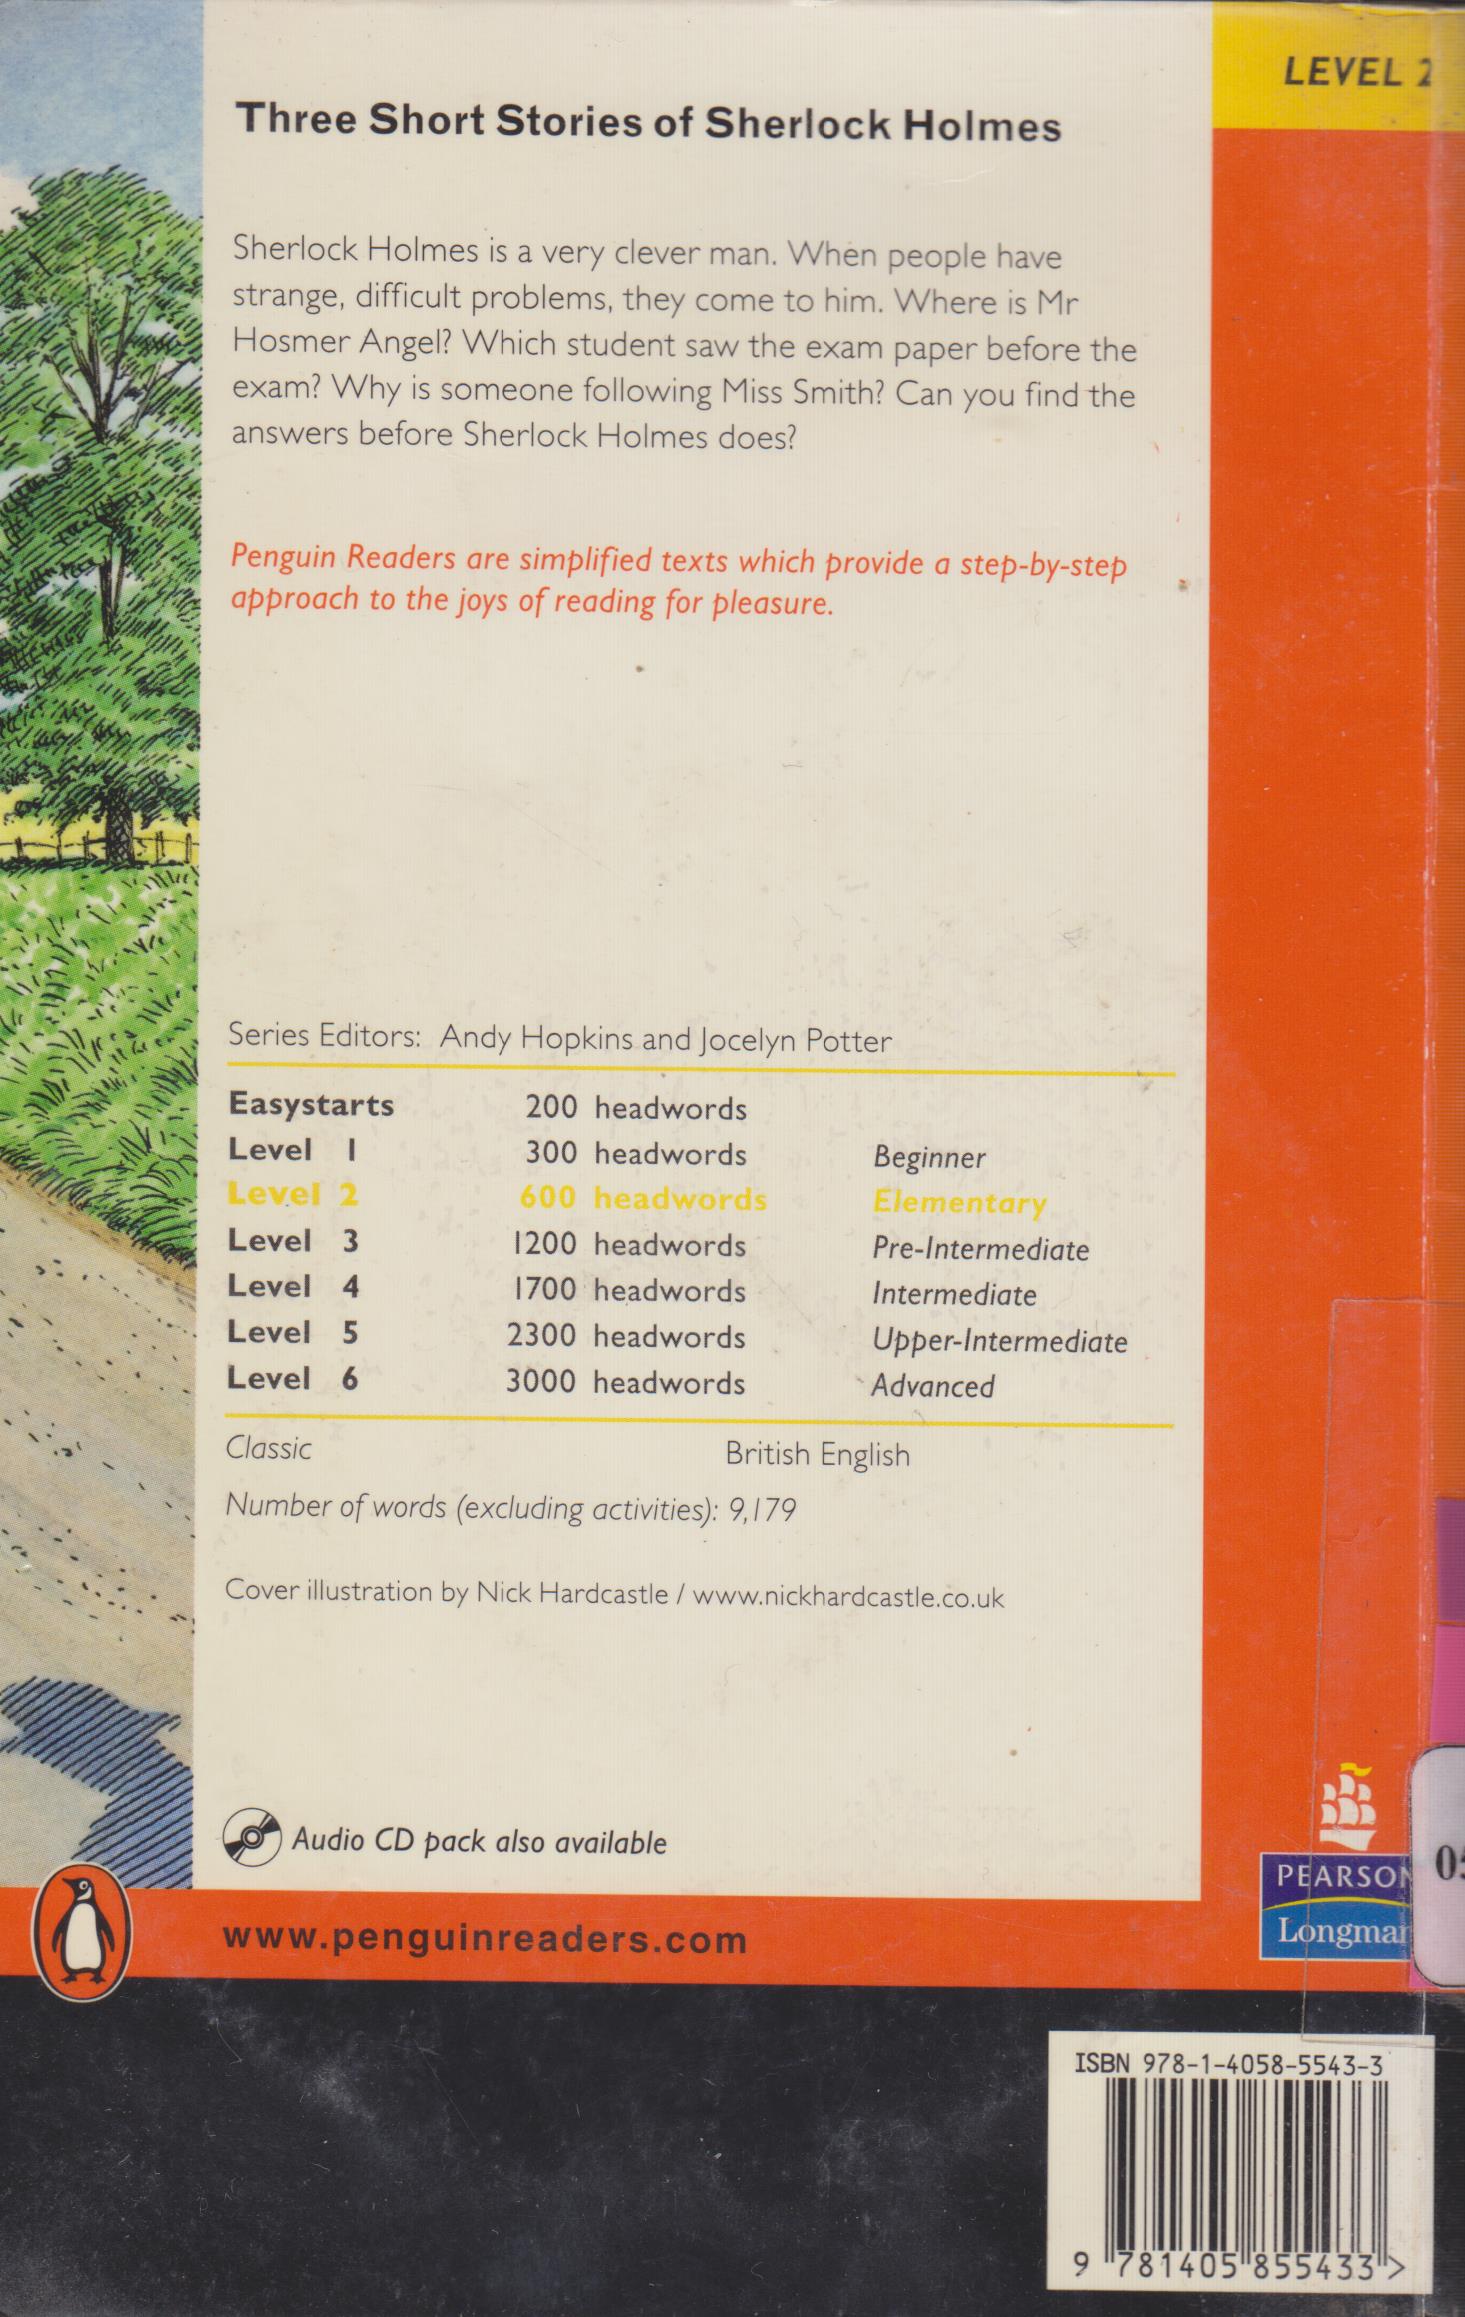 LEVEL 2
Three Short Stories of Sherlock Holmes
Sherlock Holmes is a very clever man. When people have
strange, difficult problems, they come to him. Where is Mr
Hosmer Angel? Which student saw the exam paper before the
exam? Why is someone following Miss Smith? Can you find the
answers before Sherlock Holmes does?
Penguin Readers are simplified texts which provide a step-by-step
approach to the joys of reading for pleasure.
Series Editors: Andy Hopkins and Jocelyn Potter
Easystarts 200 headwords
Level 1 300 headwords Beginner
Level 2 600 headwords Elementary
Level 3 1200 headwords Pre-Intermediate
Level 4 1700 headwords Intermediate
Level 5 2300 headwords Upper-Intermediate
Level 6 3000 headwords Advanced
Classic British English
Number of words (excluding activities): 9,179
Cover illustration by Nick Hardcastle / www.nickhardcastle.co.uk
Audio CD pack also available
PEARSON
Longman
www.penguinreaders.com
ISBN 978-1-4058-5543-3
9 781405 855433 >